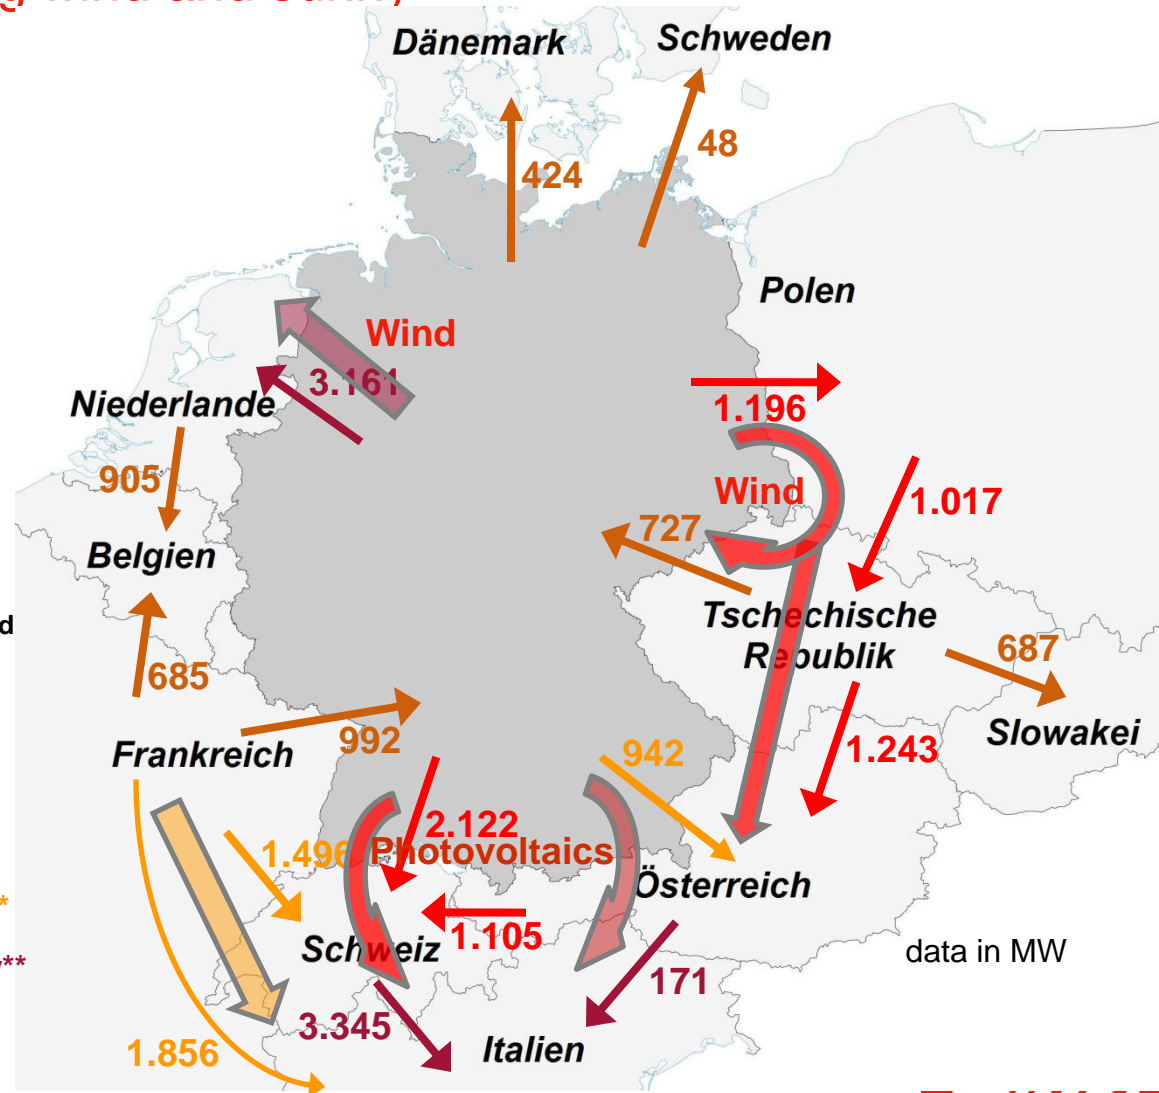 Dänemark
Schweden
48
424
Polen
Wind
3.161
Niederlande
1.196
905
Wind
1.017
727
Belgien
d
Tschechische
Republik
685
687
Slowakei
992
Frankreich
942
1.243
2.122
1.496
Photovoltaics
Österreich
*
1.105
Schweiz
data in MW
**
171
3.345
1.856
Italien